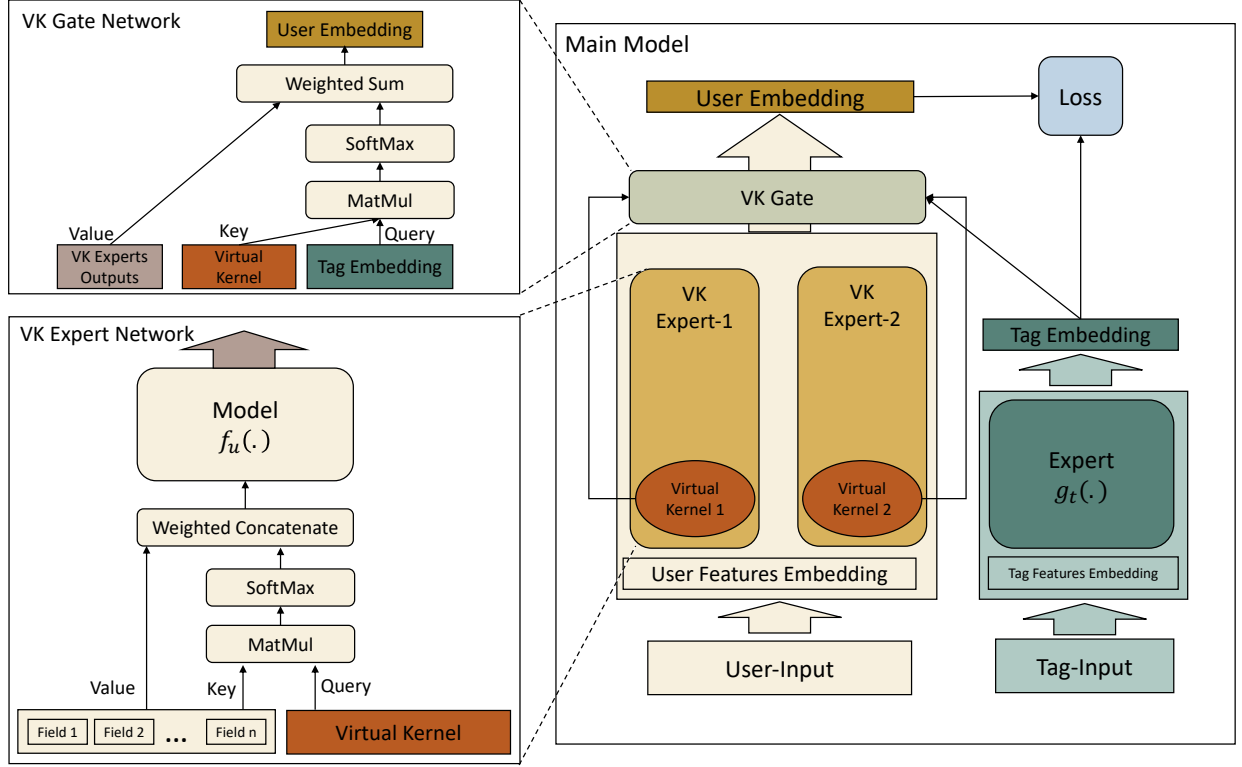 VK Gate Network
User Embedding
Weighted Sum
SoftMax
MatMul
Value
Key
Query
VK Experts
Outputs
Virtual
Kernel
Tag Embedding
VK Expert Network
Model
f_u(.)
Weighted Concatenate
SoftMax
MatMul
Value
Key
Query
Field 1
Field 2
...
Field n
Virtual Kernel
Main Model
User Embedding
Loss
VK Gate
VK
Expert-1
VK
Expert-2
Virtual
Kernel 1
Virtual
Kernel 2
User Features Embedding
User-Input
Tag Embedding
Expert
g_t(.)
Tag Features Embedding
Tag-Input